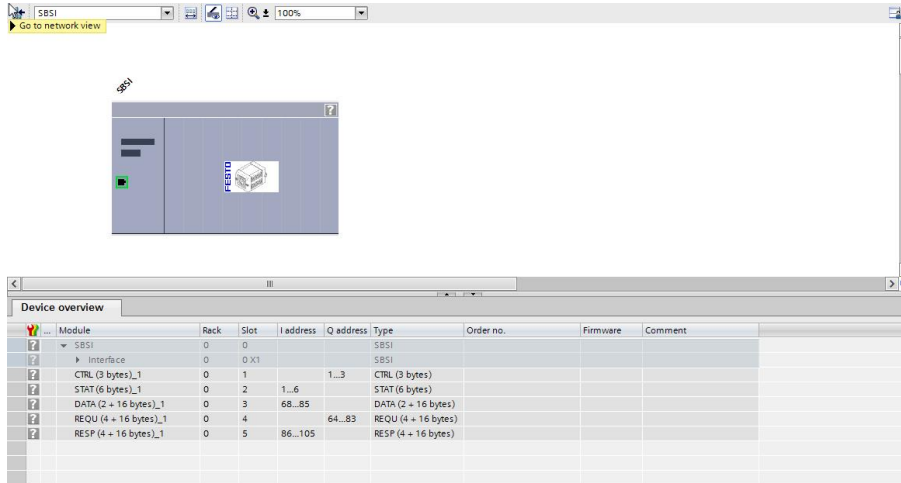 SBSI 100%
Go to network view
SBSI
?
FESTO
Device overview
... Module Rack Slot I address Q address Type Order no. Firmware Comment
? SBSI 0 0 SBSI
? Interface 0 0 X1 SBSI
? CTRL (3 bytes)_1 0 1 1...3 CTRL (3 bytes)
? STAT (6 bytes)_1 0 2 1...6 STAT (6 bytes)
? DATA (2 + 16 bytes)_1 0 3 68...85 DATA (2 + 16 bytes)
? REQU (4 + 16 bytes)_1 0 4 64...83 REQU (4 + 16 bytes)
? RESP (4 + 16 bytes)_1 0 5 86...105 RESP (4 + 16 bytes)